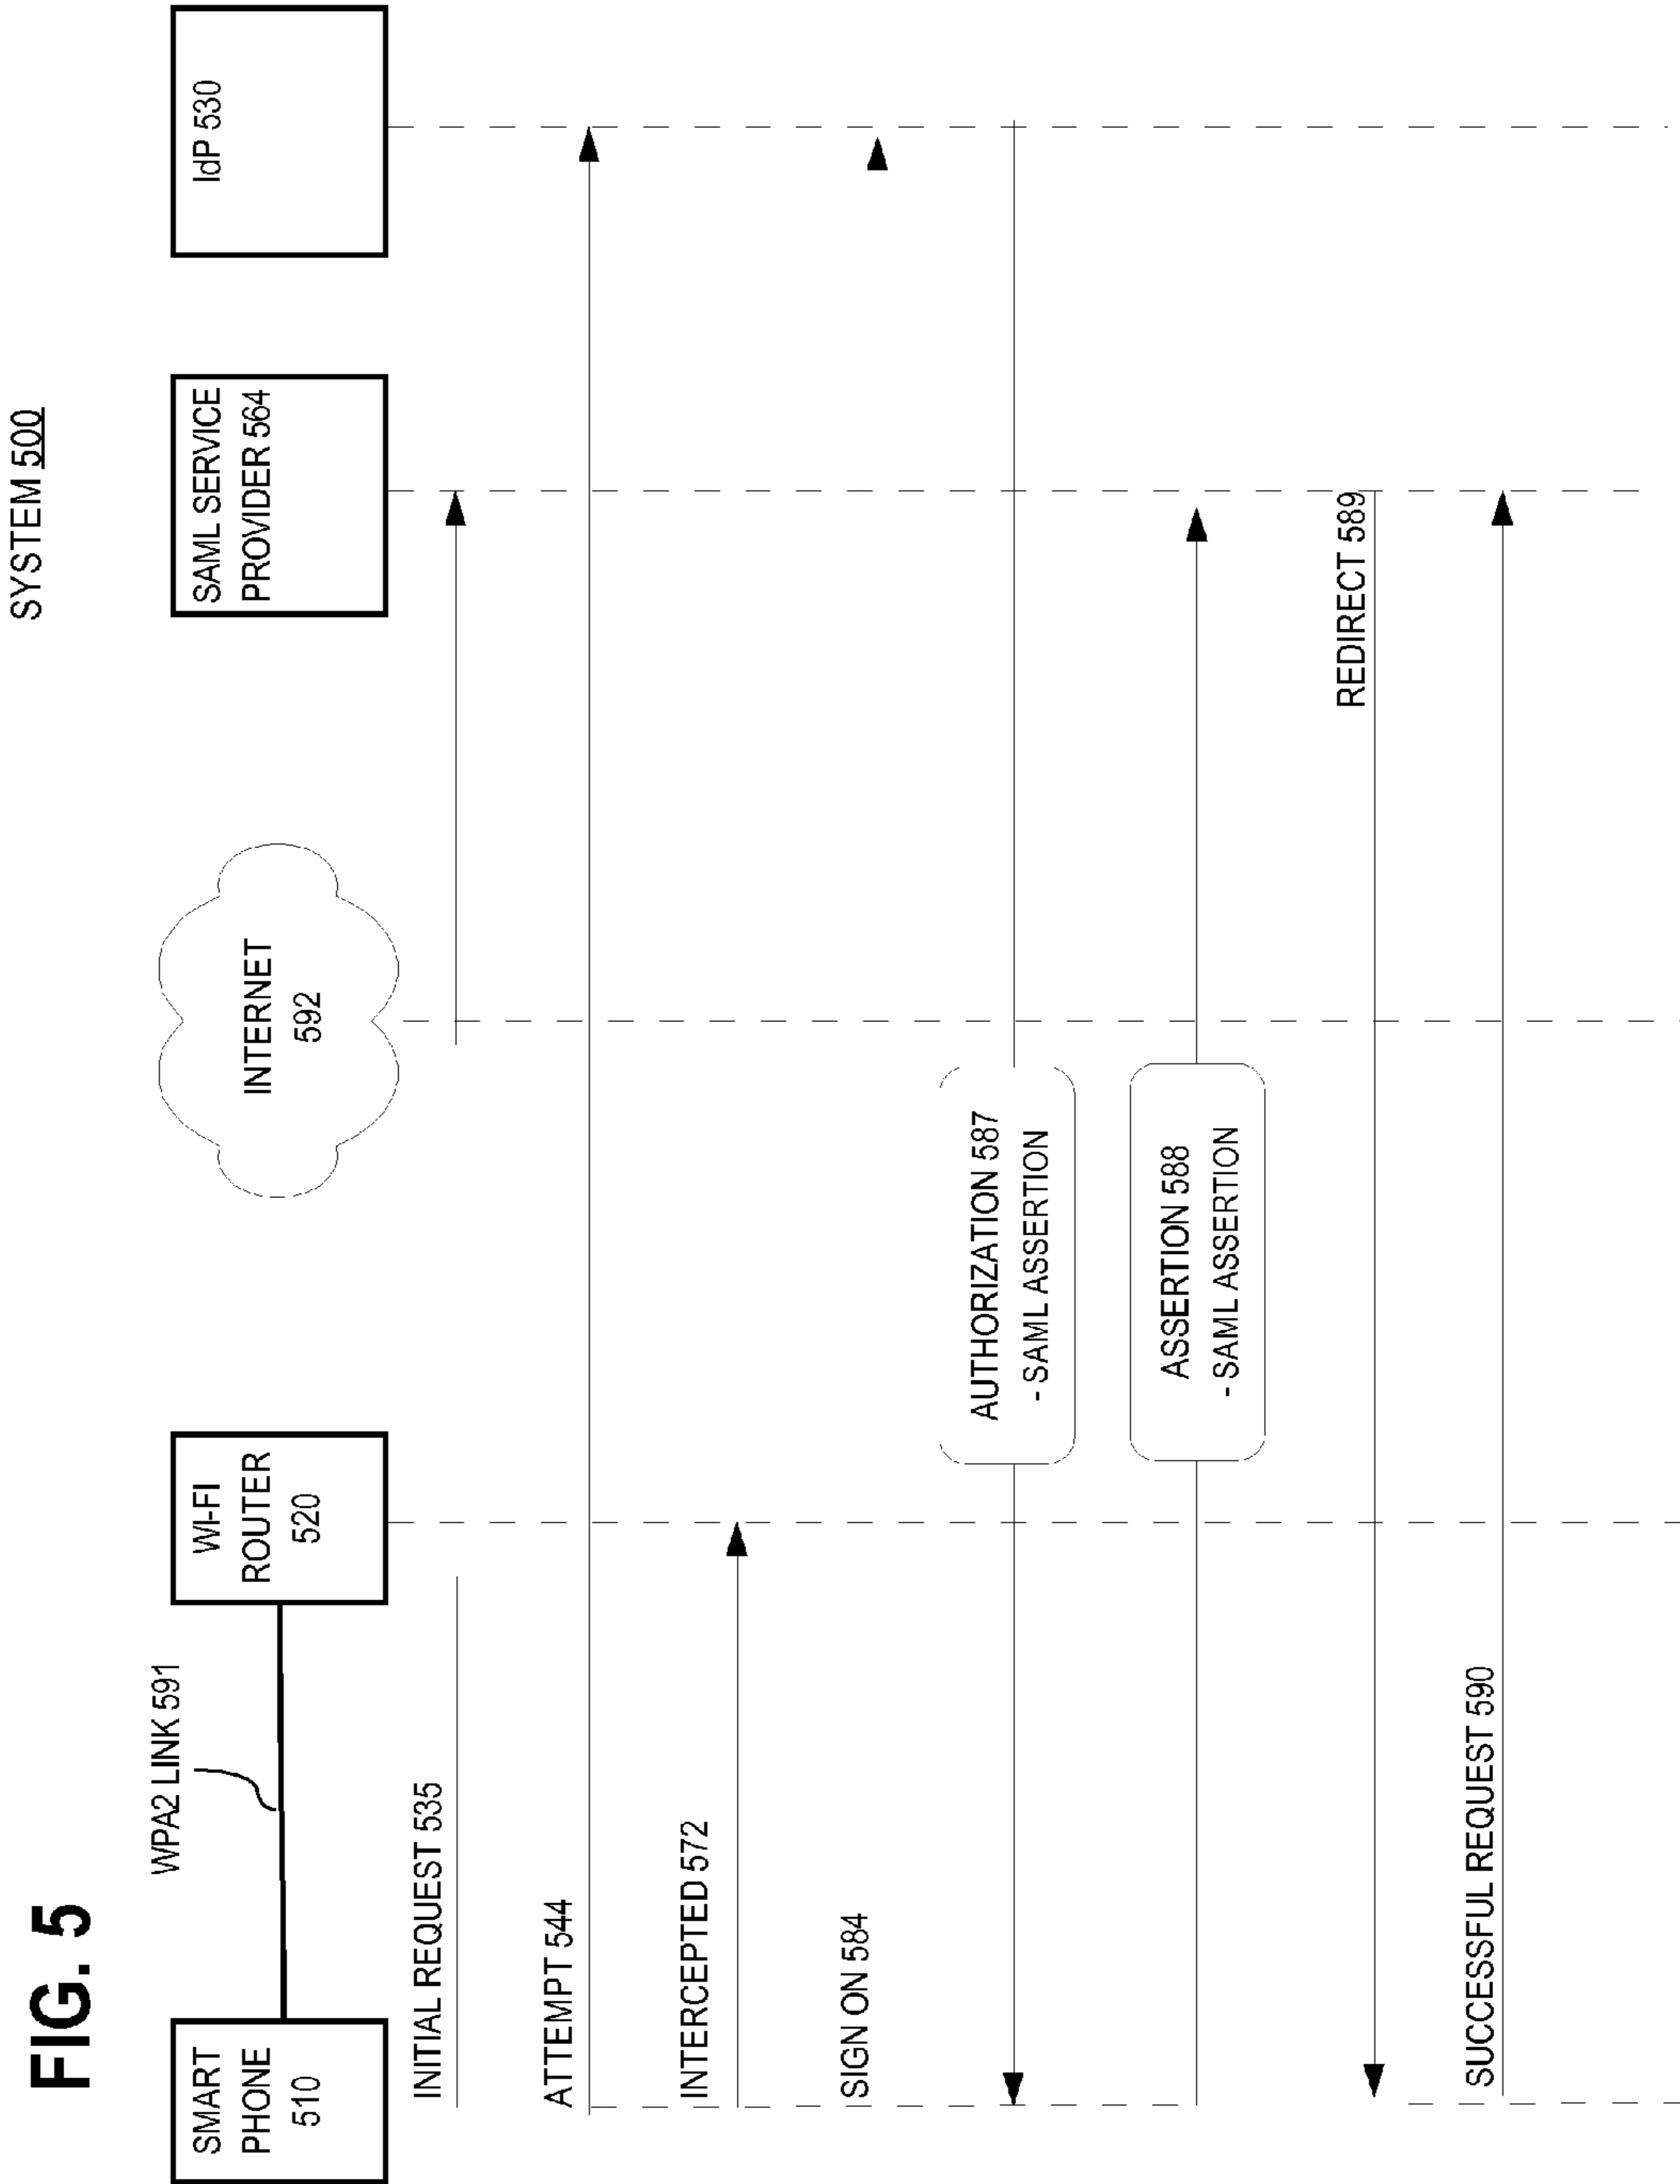 FIG. 5
SYSTEM 500
SMART
PHONE
510
WPA2 LINK 591
WI-FI
ROUTER
520
INTERNET
592
SAML SERVICE
PROVIDER 564
IdP 530
INITIAL REQUEST 535
ATTEMPT 544
INTERCEPTED 572
SIGN ON 584
AUTHORIZATION 587
- SAML ASSERTION
ASSERTION 588
- SAML ASSERTION
REDIRECT 589
SUCCESSFUL REQUEST 590